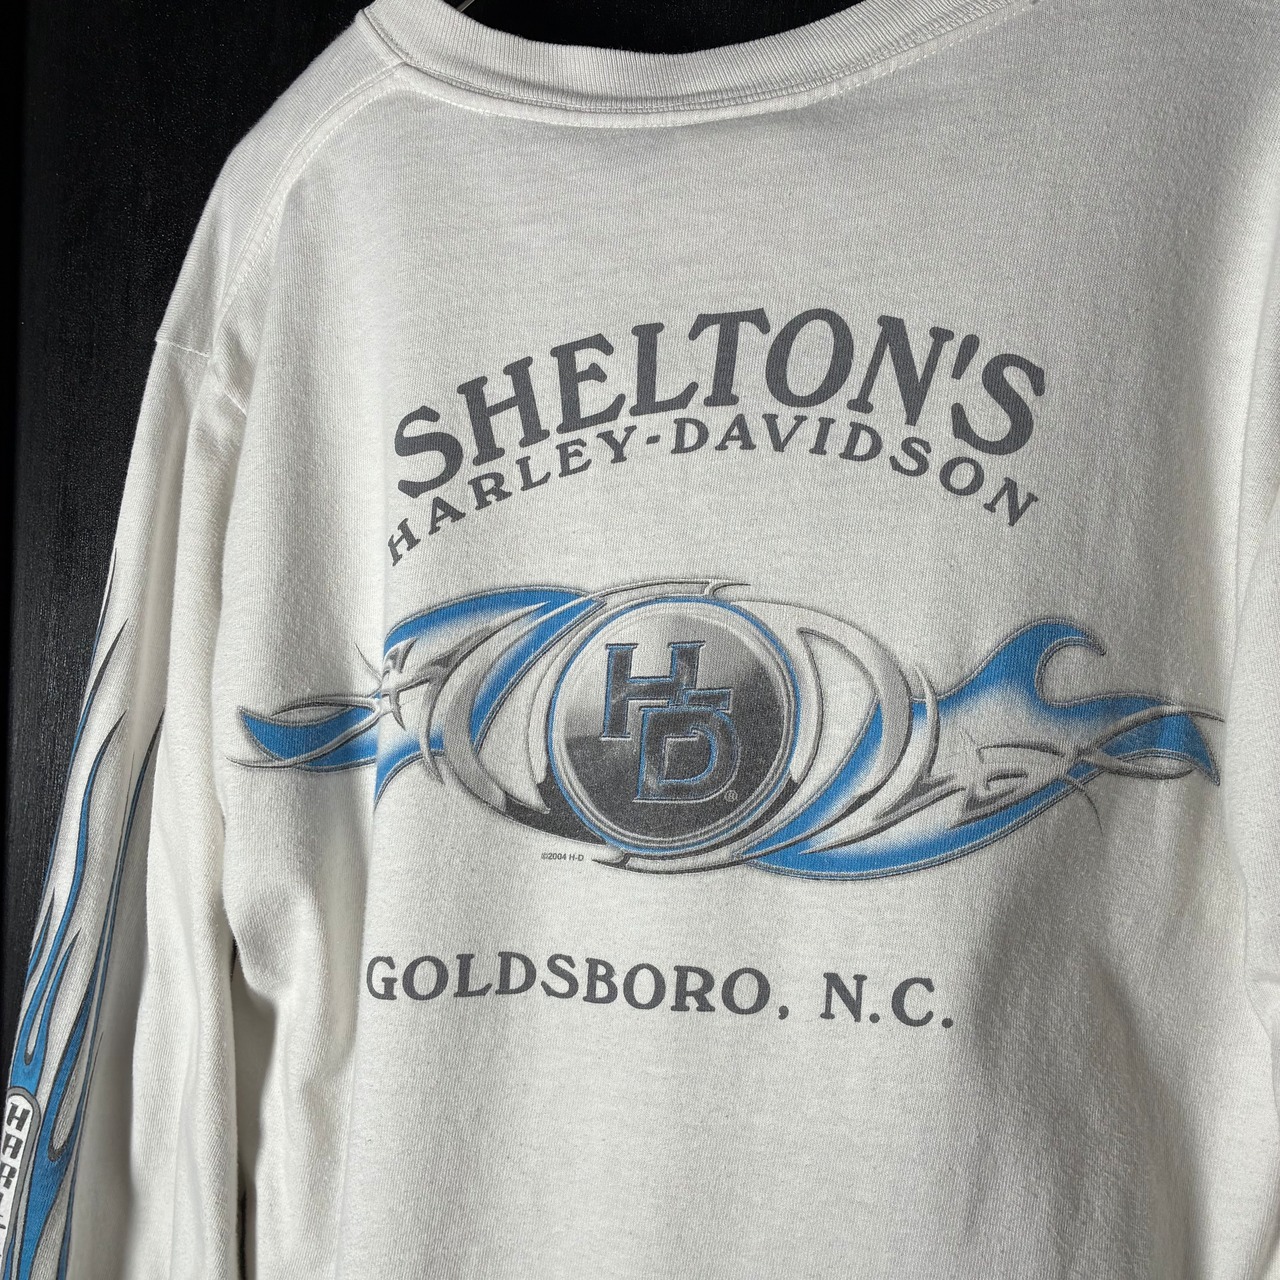 SHELTON'S
HARLEY-DAVIDSON
HD®
©2004 H-D
GOLDSBORO, N.C.